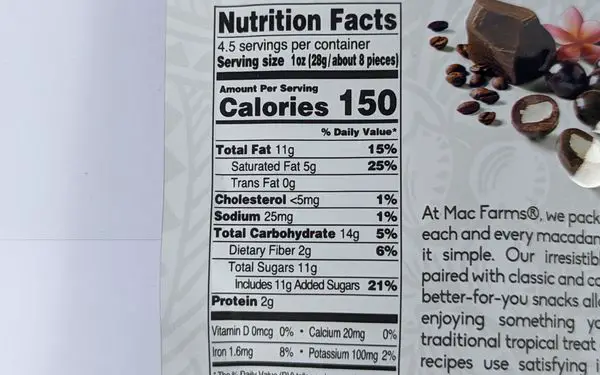 Nutrition Facts
4.5 servings per container
Serving size 1oz (28g/about 8 pieces)
Amount Per Serving
Calories 150
% Daily Value*
Total Fat 11g 15%
Saturated Fat 5g 25%
Trans Fat 0g
Cholesterol <5mg 1%
Sodium 25mg 1%
Total Carbohydrate 14g 5%
Dietary Fiber 2g 6%
Total Sugars 11g
Includes 11g Added Sugars 21%
Protein 2g
Vitamin D 0mcg 0% • Calcium 20mg 0%
Iron 1.6mg 8% • Potassium 100mg 2%
At Mac Farms®, we pack
each and every macadam
it simple. Our irresistibl
paired with classic and co
better-for-you snacks all
enjoying something yo
traditional tropical treat
recipes use satisfying i